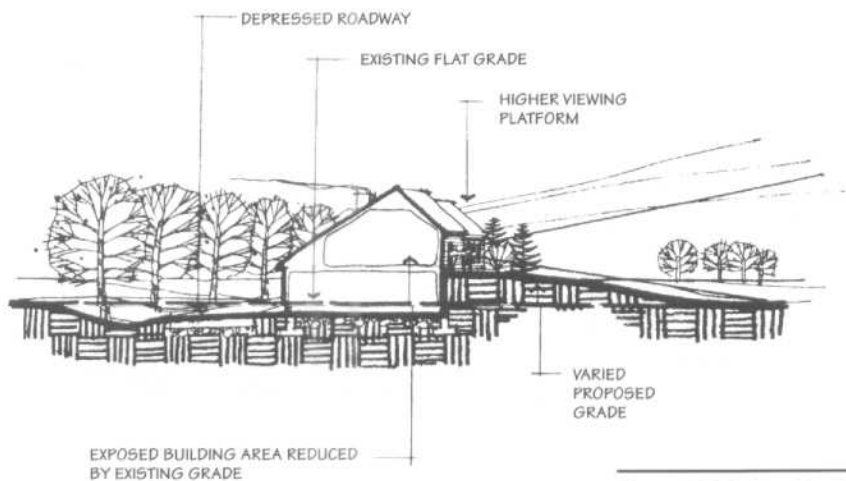 DEPRESSED ROADWAY
EXISTING FLAT GRADE
HIGHER VIEWING
PLATFORM
VARIED
PROPOSED
GRADE
EXPOSED BUILDING AREA REDUCED
BY EXISTING GRADE